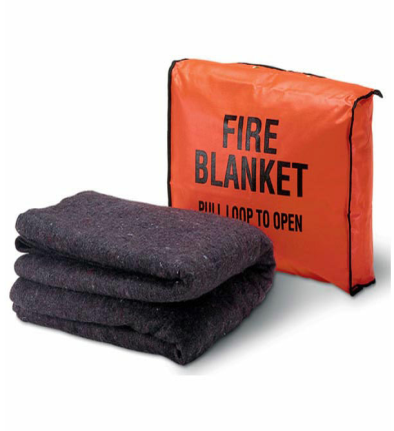 FIRE
BLANKET
PULL LOOP TO OPEN